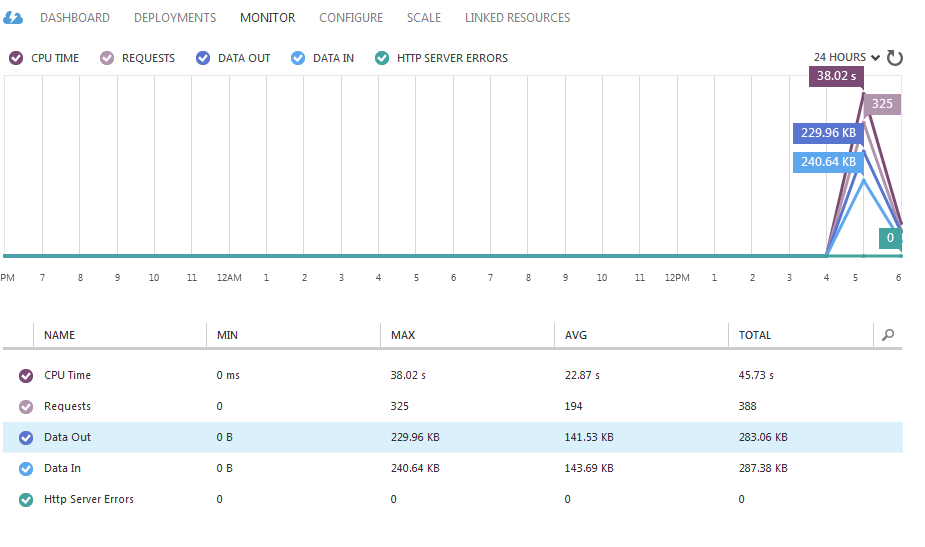 DASHBOARD DEPLOYMENTS MONITOR CONFIGURE SCALE LINKED RESOURCES
CPU TIME REQUESTS DATA OUT DATA IN HTTP SERVER ERRORS 24 HOURS
38.02 s
325
229.96 KB
240.64 KB
0
PM 7 8 9 10 11 12AM 1 2 3 4 5 6 7 8 9 10 11 12PM 1 2 3 4 5 6
NAME MIN MAX AVG TOTAL
CPU Time 0 ms 38.02 s 22.87 s 45.73 s
Requests 0 325 194 388
Data Out 0 B 229.96 KB 141.53 KB 283.06 KB
Data In 0 B 240.64 KB 143.69 KB 287.38 KB
Http Server Errors 0 0 0 0